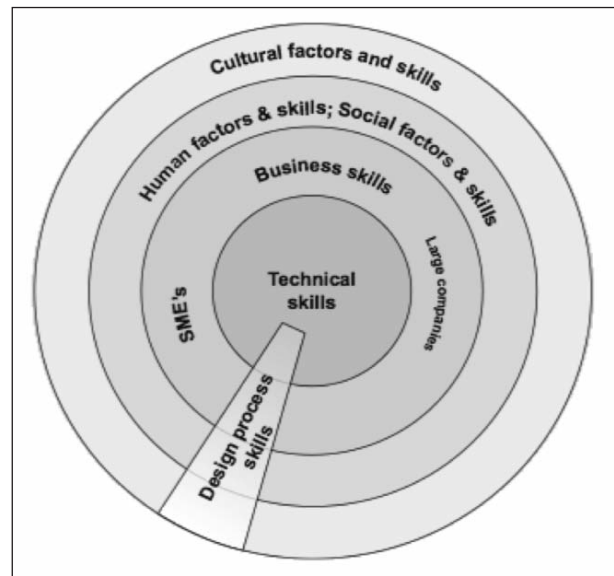 Cultural factors and skills
Human factors & skills; Social factors & skills
Business skills
Large companies
SME's
Technical
skills
Design process
skills